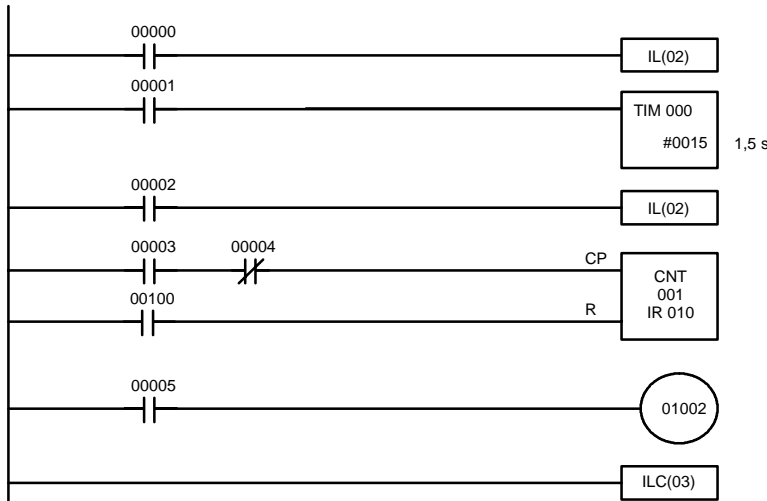 00000
IL(02)
00001
TIM 000
#0015 1,5 s
00002
IL(02)
00003 00004
CP
CNT
001
IR 010
00100
R
00005
01002
ILC(03)